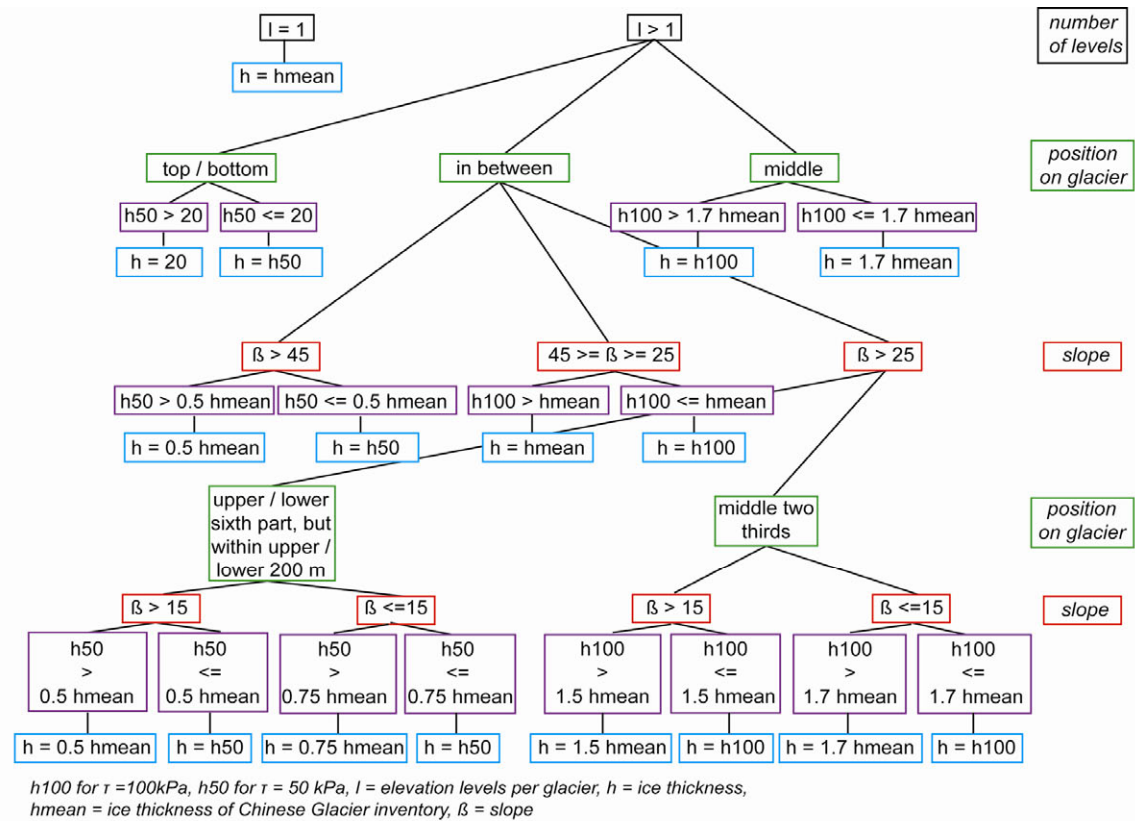 l = 1
l > 1
number
of levels
h = hmean
top / bottom
in between
middle
position
on glacier
h50 > 20
h50 <= 20
h100 > 1.7 hmean
h100 <= 1.7 hmean
h = 20
h = h50
h = h100
h = 1.7 hmean
ß > 45
45 >= ß >= 25
ß > 25
slope
h50 > 0.5 hmean
h50 <= 0.5 hmean
h100 > hmean
h100 <= hmean
h = 0.5 hmean
h = h50
h = hmean
h = h100
upper / lower
sixth part, but
within upper /
lower 200 m
middle two
thirds
position
on glacier
ß > 15
ß <=15
ß > 15
ß <=15
slope
h50
>
0.5 hmean
h50
<=
0.5 hmean
h50
>
0.75 hmean
h50
<=
0.75 hmean
h100
>
1.5 hmean
h100
<=
1.5 hmean
h100
>
1.7 hmean
h100
<=
1.7 hmean
h = 0.5 hmean
h = h50
h = 0.75 hmean
h = h50
h = 1.5 hmean
h = h100
h = 1.7 hmean
h = h100
h100 for τ =100kPa, h50 for τ = 50 kPa, l = elevation levels per glacier, h = ice thickness,
hmean = ice thickness of Chinese Glacier inventory, ß = slope